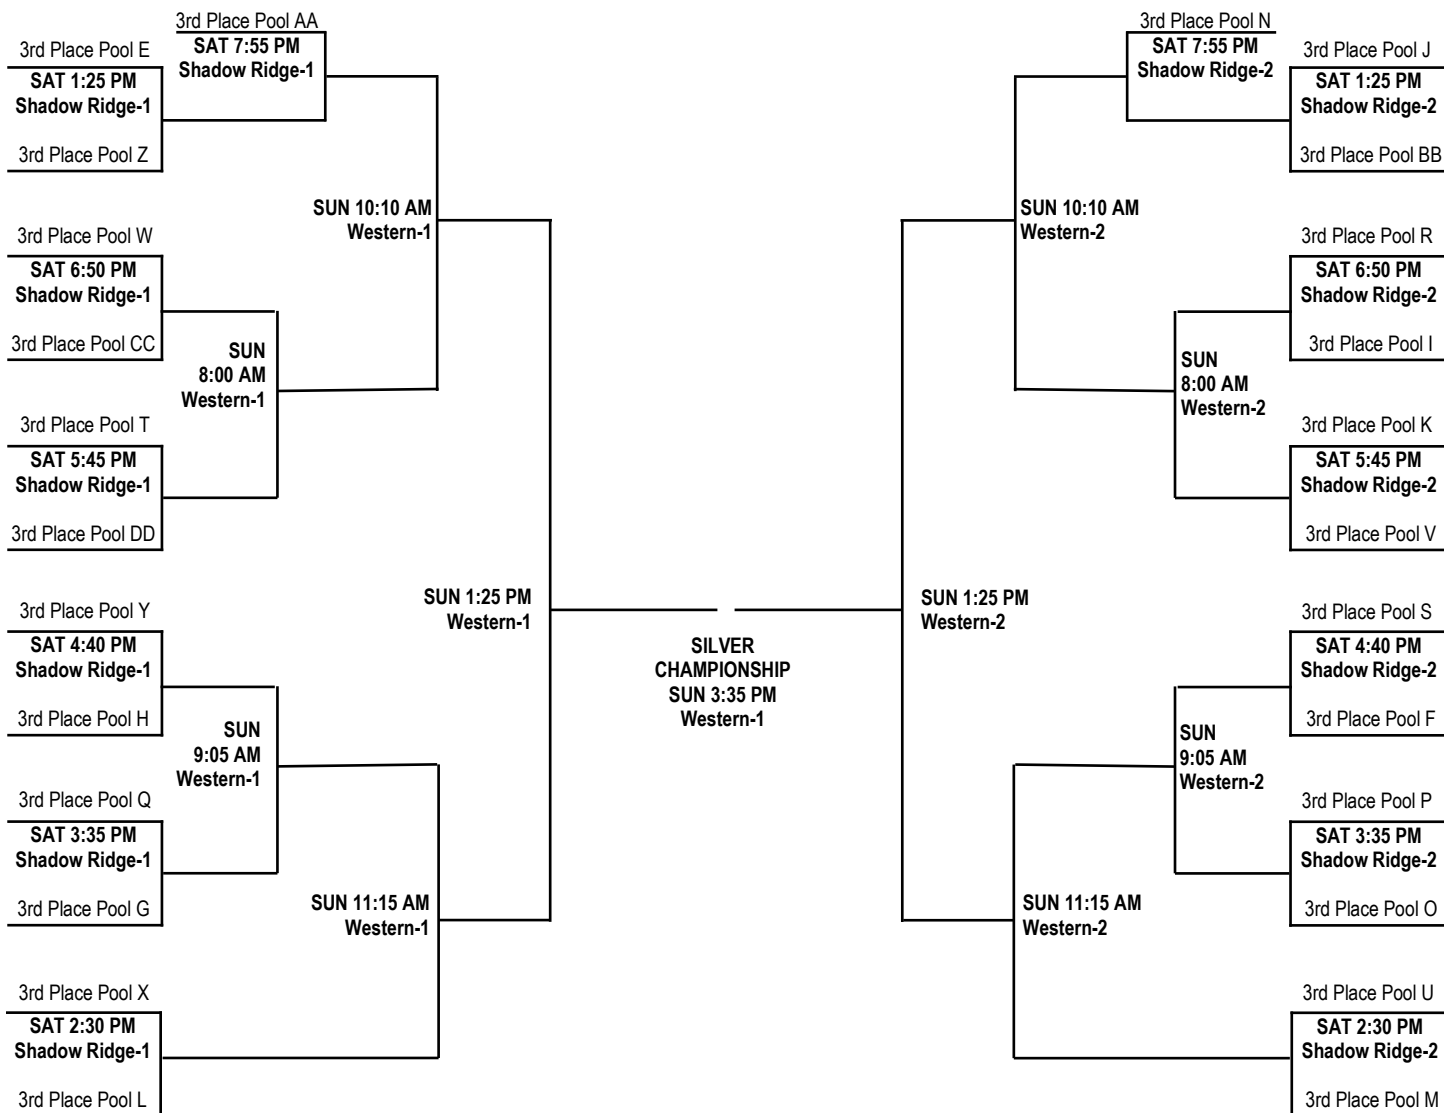 3rd Place Pool AA
3rd Place Pool E
SAT 7:55 PM
Shadow Ridge-1
SAT 1:25 PM
Shadow Ridge-1
3rd Place Pool Z
SUN 10:10 AM
Western-1
3rd Place Pool W
SAT 6:50 PM
Shadow Ridge-1
3rd Place Pool CC
SUN
8:00 AM
Western-1
3rd Place Pool T
SAT 5:45 PM
Shadow Ridge-1
3rd Place Pool DD
SUN 1:25 PM
Western-1
3rd Place Pool Y
SAT 4:40 PM
Shadow Ridge-1
3rd Place Pool H
SUN
9:05 AM
Western-1
3rd Place Pool Q
SAT 3:35 PM
Shadow Ridge-1
3rd Place Pool G
SUN 11:15 AM
Western-1
3rd Place Pool X
SAT 2:30 PM
Shadow Ridge-1
3rd Place Pool L
SILVER
CHAMPIONSHIP
SUN 3:35 PM
Western-1
3rd Place Pool N
SAT 7:55 PM
Shadow Ridge-2
3rd Place Pool J
SAT 1:25 PM
Shadow Ridge-2
3rd Place Pool BB
SUN 10:10 AM
Western-2
3rd Place Pool R
SAT 6:50 PM
Shadow Ridge-2
3rd Place Pool I
SUN
8:00 AM
Western-2
3rd Place Pool K
SAT 5:45 PM
Shadow Ridge-2
3rd Place Pool V
SUN 1:25 PM
Western-2
3rd Place Pool S
SAT 4:40 PM
Shadow Ridge-2
3rd Place Pool F
SUN
9:05 AM
Western-2
3rd Place Pool P
SAT 3:35 PM
Shadow Ridge-2
3rd Place Pool O
SUN 11:15 AM
Western-2
3rd Place Pool U
SAT 2:30 PM
Shadow Ridge-2
3rd Place Pool M